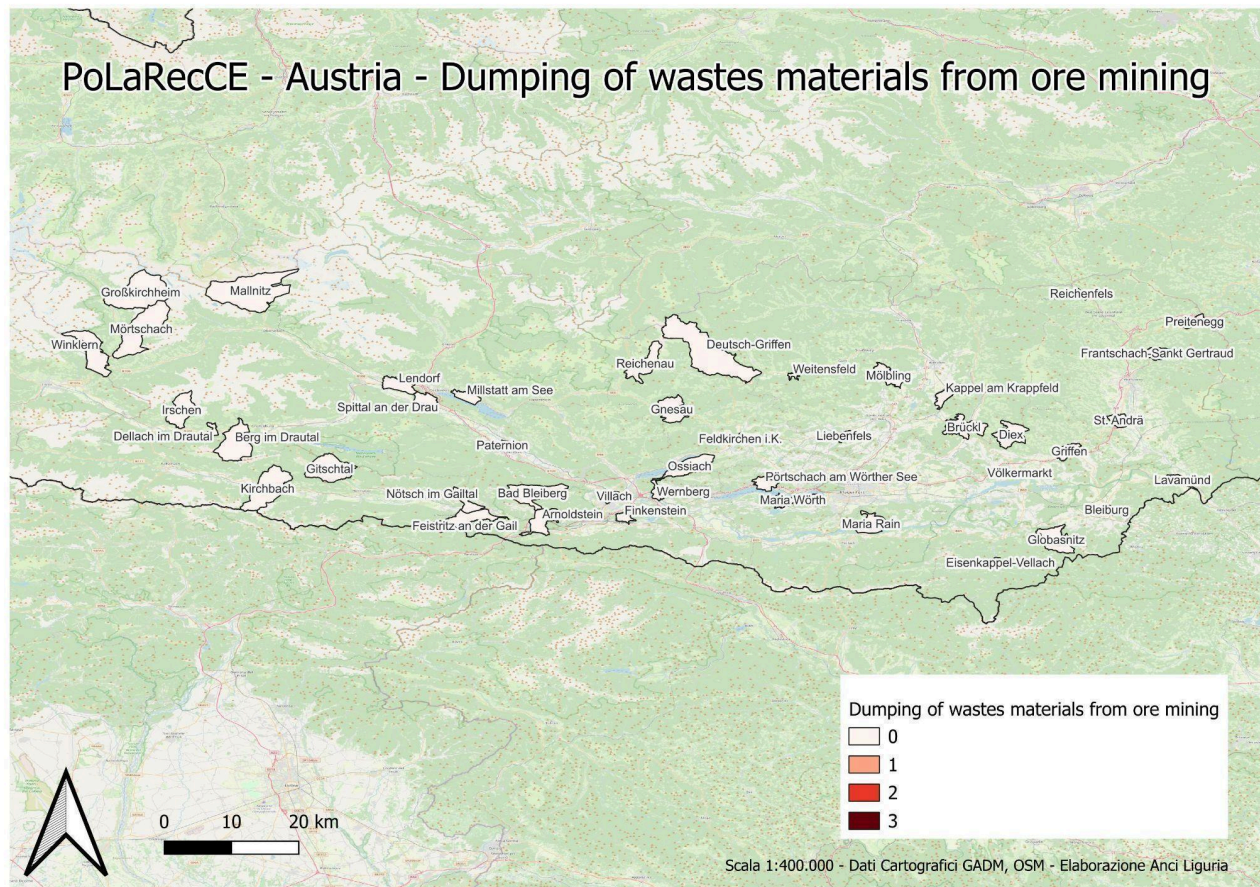 PoLaRecCE - Austria - Dumping of wastes materials from ore mining
Großkirchheim
Mallnitz
Mörtschach
Winklern
Reichenfels
Preitenegg
Deutsch-Griffen
Reichenau
Frantschach-Sankt Gertraud
Weitensfeld
Mölbling
Lendorf
Millstatt am See
Kappel am Krappfeld
Spittal an der Drau
Irschen
Gnesau
St. Andrä
Dellach im Drautal
Berg im Drautal
Paternion
Feldkirchen i.K.
Liebenfels
Brückl
Diex
Griffen
Gitschtal
Ossiach
Kirchbach
Pörtschach am Wörther See
Völkermarkt
Lavamünd
Nötsch im Gailtal
Bad Bleiberg
Villach
Wernberg
Maria Wörth
Feistritz an der Gail
Arnoldstein
Finkenstein
Maria Rain
Bleiburg
Globasnitz
Eisenkappel-Vellach
Dumping of wastes materials from ore mining
0
1
2
3
0 10 20 km
Scala 1:400.000 - Dati Cartografici GADM, OSM - Elaborazione Anci Liguria